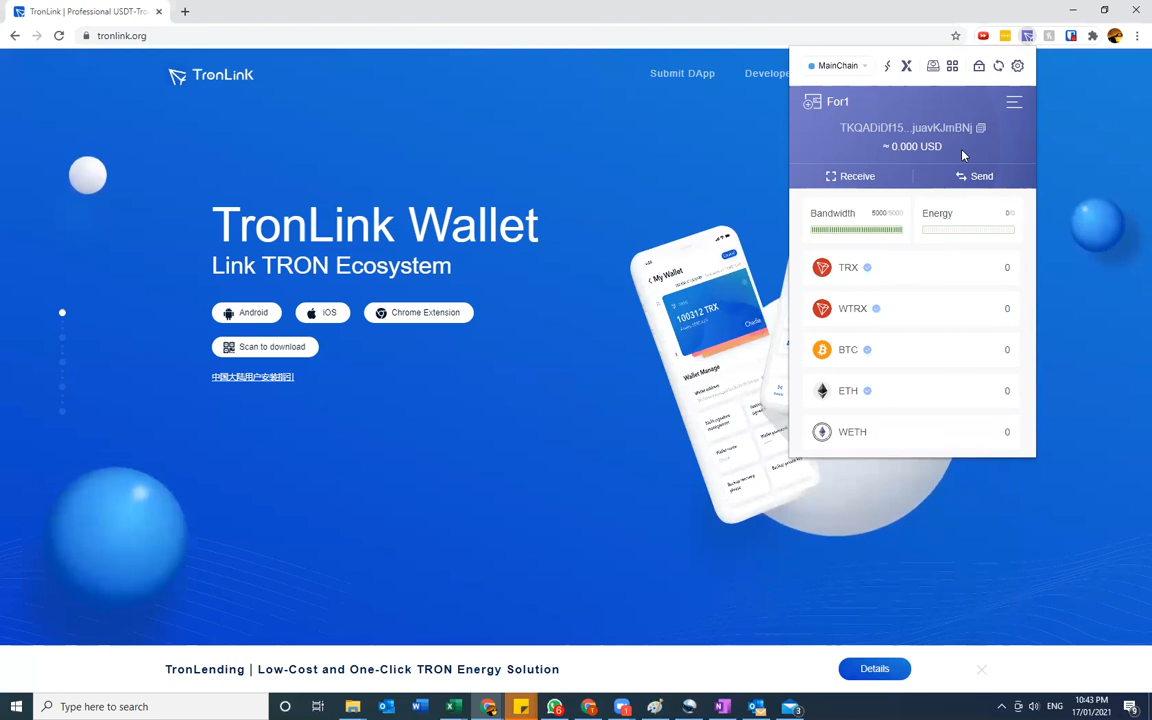 TronLink | Professional USDT-Tro
tronlink.org
TronLink
Submit DApp
Develope
MainChain
For1
TKQADiDf15...juavKJmBNj
≈ 0.000 USD
Receive
Send
Bandwidth 5000/5000
Energy 0/0
TRX 0
WTRX 0
BTC 0
ETH 0
WETH 0
TronLink Wallet
Link TRON Ecosystem
Android
iOS
Chrome Extension
Scan to download
中国大陆用户安装指引
My Wallet
100312 TRX
Charlie
Wallet Manage
TronLending | Low-Cost and One-Click TRON Energy Solution
Details
Type here to search
ENG
10:43 PM
17/01/2021